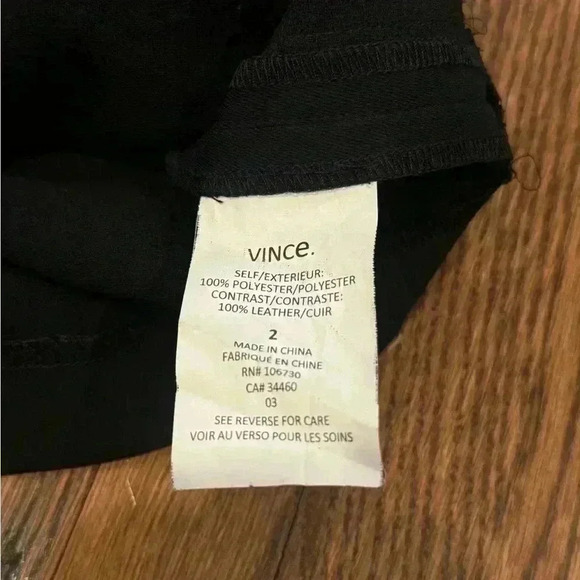 VINCe.
SELF/EXTERIEUR:
100% POLYESTER/POLYESTER
CONTRAST/CONTRASTE:
100% LEATHER/CUIR
2
MADE IN CHINA
FABRIQUÉ EN CHINE
RN# 106730
CA# 34460
03
SEE REVERSE FOR CARE
VOIR AU VERSO POUR LES SOINS